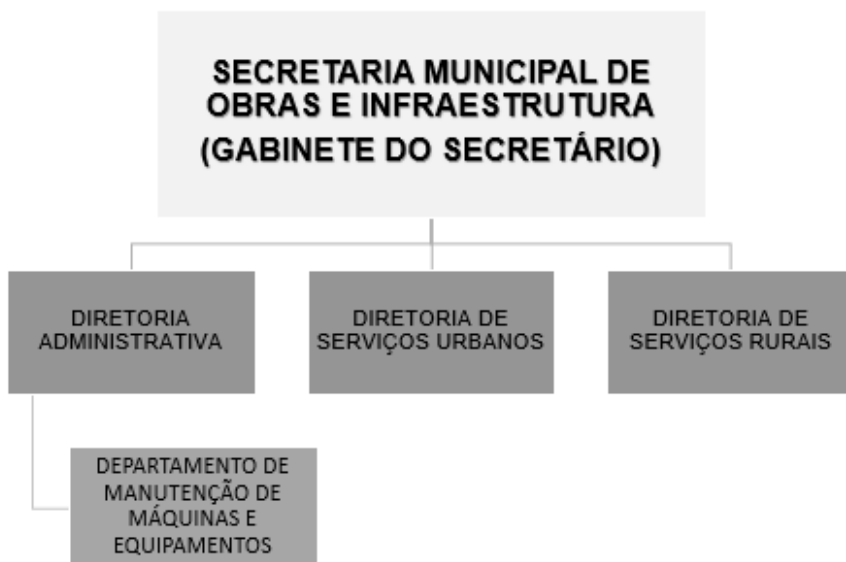 SECRETARIA MUNICIPAL DE
OBRAS E INFRAESTRUTURA
(GABINETE DO SECRETÁRIO)
DIRETORIA
ADMINISTRATIVA
DIRETORIA DE
SERVIÇOS URBANOS
DIRETORIA DE
SERVIÇOS RURAIS
DEPARTAMENTO DE
MANUTENÇÃO DE
MÁQUINAS E
EQUIPAMENTOS